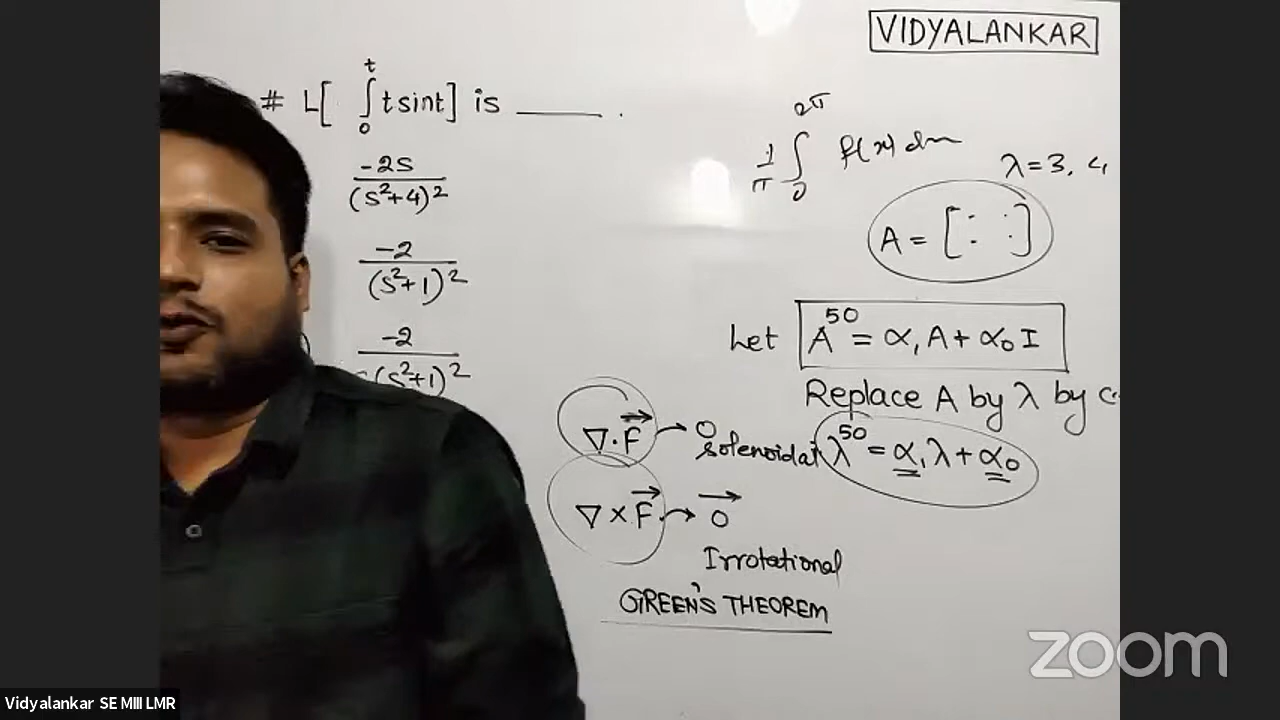 VIDYALANKAR
# L[ ∫₀ᵗ t sint] is ____ .
-2s
(s²+4)²
-2
(s²+1)²
-2
(s²+1)²
1/π ∫₀^2π f(x) dx
λ=3, 4
A = [: :]
Let A⁵⁰ = α₁A + α₀I
Replace A by λ by
λ⁵⁰ = α₁λ + α₀
∇·F → 0
Solenoidal
∇×F → 0
Irrotational
GREEN'S THEOREM
zoom
Vidyalankar SE MIII LMR